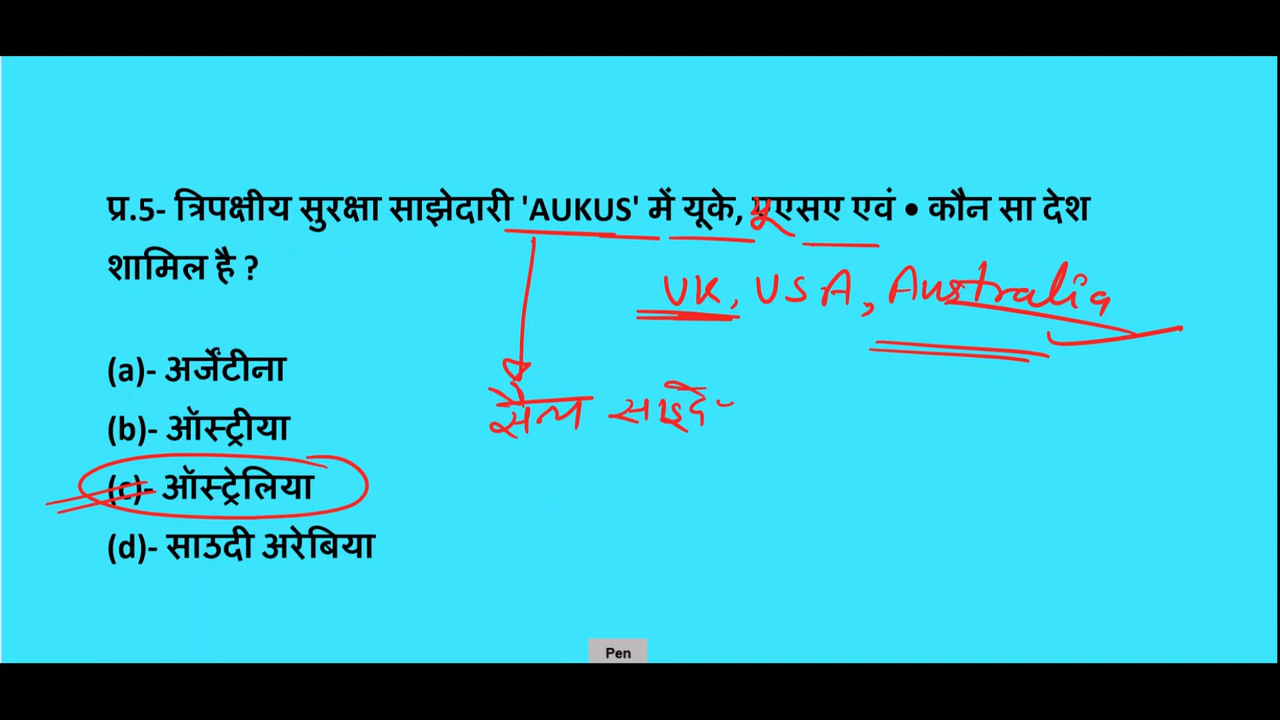 प्र.5- त्रिपक्षीय सुरक्षा साझेदारी 'AUKUS' में यूके, यूएसए एवं • कौन सा देश
शामिल है ?
UK, USA, Australia
(a)- अर्जेंटीना
सैन्य
(b)- ऑस्ट्रीया
(c)- ऑस्ट्रेलिया
(d)- साउदी अरेबिया
Pen